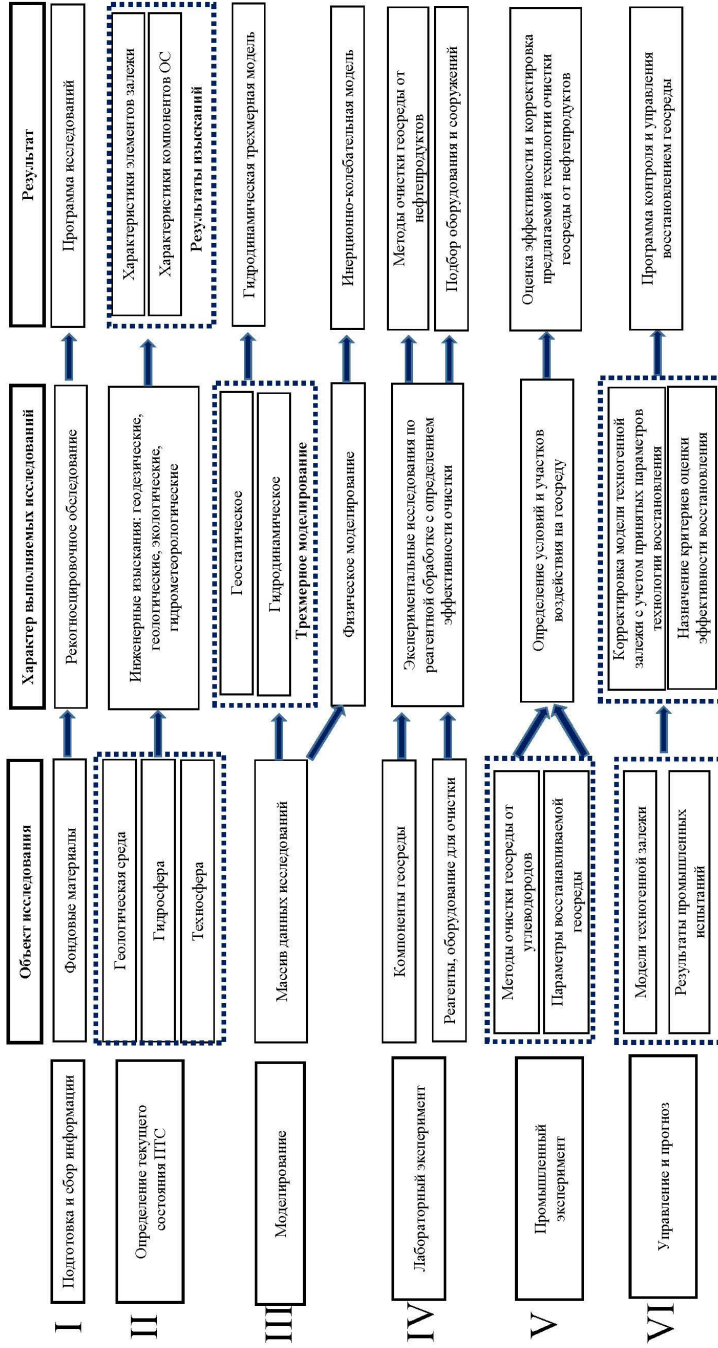 Объект исследования
Характер выполняемых исследований
Результат
I
Подготовка и сбор информации
Фондовые материалы
Рекогносцировочное обследование
Программа исследований
II
Определение текущего
состояния ПТС
Геологическая среда
Гидросфера
Техносфера
Инженерные изыскания: геодезические,
геологические, экологические,
гидрометеорологические
Характеристики элементов залежи
Характеристики компонентов ОС
Результаты изысканий
III
Моделирование
Массив данных исследований
Геостатическое
Гидродинамическое
Трехмерное моделирование
Гидродинамическая трехмерная модель
Физическое моделирование
Инерционно-колебательная модель
IV
Лабораторный эксперимент
Компоненты геосреды
Реагенты, оборудование для очистки
Экспериментальные исследования по
реагентной обработке с определением
эффективности очистки
Методы очистки геосреды от
нефтепродуктов
Подбор оборудования и сооружений
V
Промышленный
эксперимент
Методы очистки геосреды от
углеводородов
Параметры восстанавливаемой
геосреды
Определение условий и участков
воздействия на геосреду
Оценка эффективности и корректировка
предлагаемой технологии очистки
геосреды от нефтепродуктов
VI
Управление и прогноз
Модели техногенной залежи
Результаты промышленных
испытаний
Корректировка модели техногенной
залежи с учетом принятых параметров
технологии восстановления
Назначение критериев оценки
эффективности восстановления
Программа контроля и управления
восстановлением геосреды